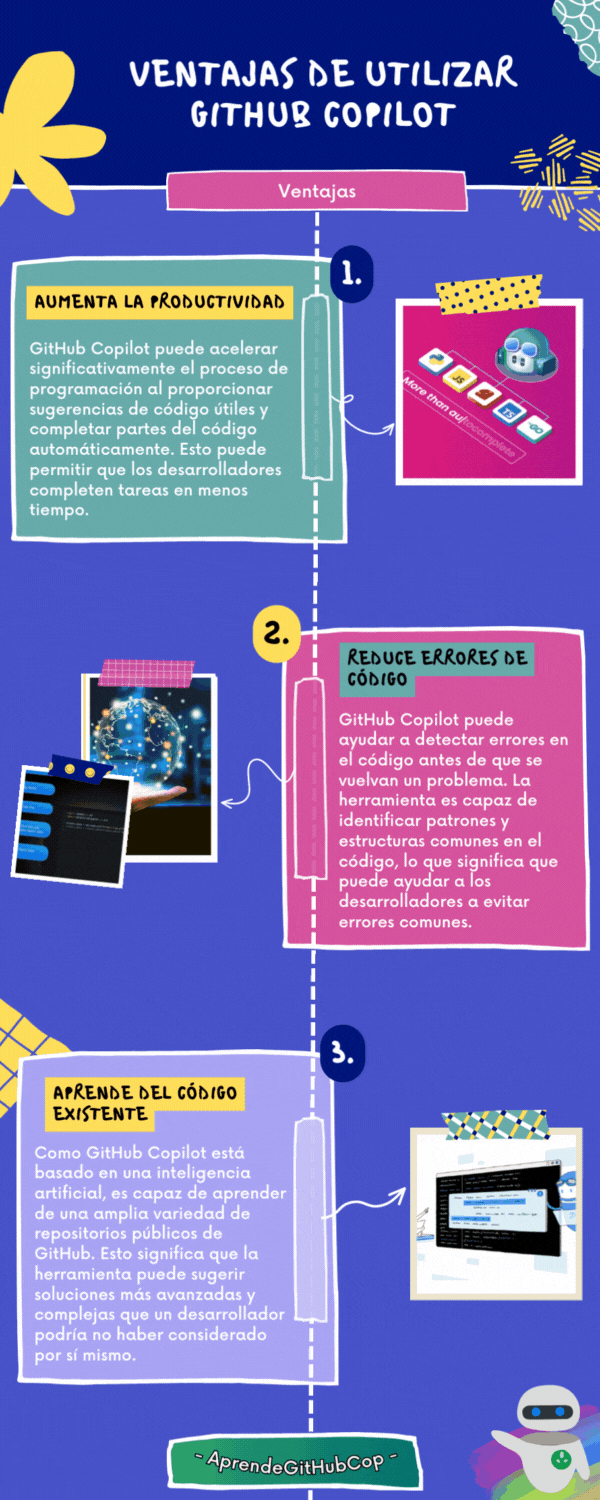 VENTAJAS DE UTILIZAR
GITHUB COPILOT
Ventajas
1.
AUMENTA LA PRODUCTIVIDAD
GitHub Copilot puede acelerar
significativamente el proceso de
programación al proporcionar
sugerencias de código útiles y
completar partes del código
automáticamente. Esto puede
permitir que los desarrolladores
completen tareas en menos
tiempo.
JS
TS
GO
More than autocomplete
2.
REDUCE ERRORES DE
CÓDIGO
GitHub Copilot puede
ayudar a detectar errores en
el código antes de que se
vuelvan un problema. La
herramienta es capaz de
identificar patrones y
estructuras comunes en el
código, lo que significa que
puede ayudar a los
desarrolladores a evitar
errores comunes.
3.
APRENDE DEL CÓDIGO
EXISTENTE
Como GitHub Copilot está
basado en una inteligencia
artificial, es capaz de aprender
de una amplia variedad de
repositorios públicos de
GitHub. Esto significa que la
herramienta puede sugerir
soluciones más avanzadas y
complejas que un desarrollador
podría no haber considerado
por sí mismo.
- AprendeGitHubCop -